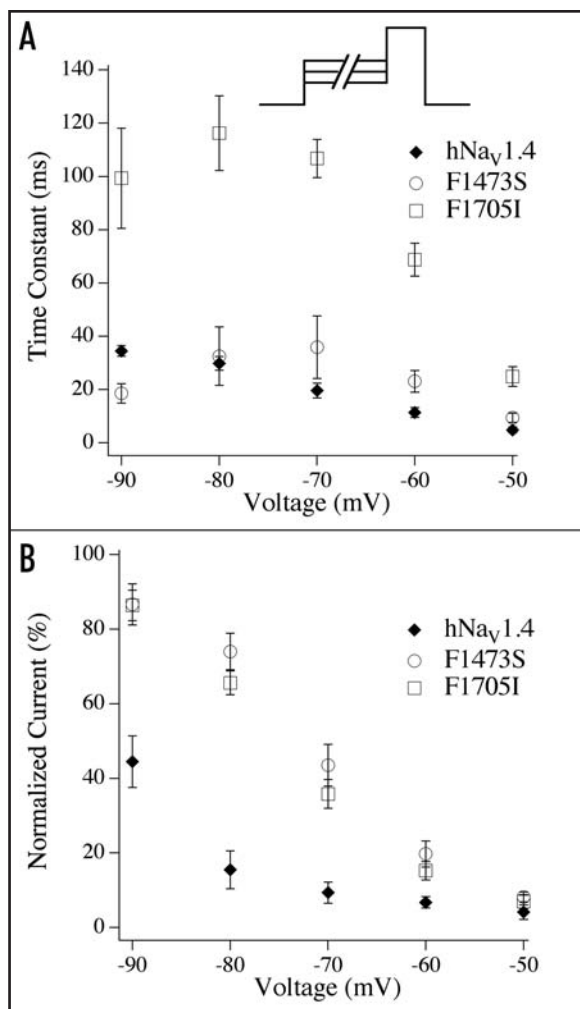 A
140
120
100
80
60
40
20
0
Time Constant (ms)
hNaV1.4
F1473S
F1705I
-90 -80 -70 -60 -50
Voltage (mV)
B
100
80
60
40
20
0
Normalized Current (%)
hNaV1.4
F1473S
F1705I
-90 -80 -70 -60 -50
Voltage (mV)